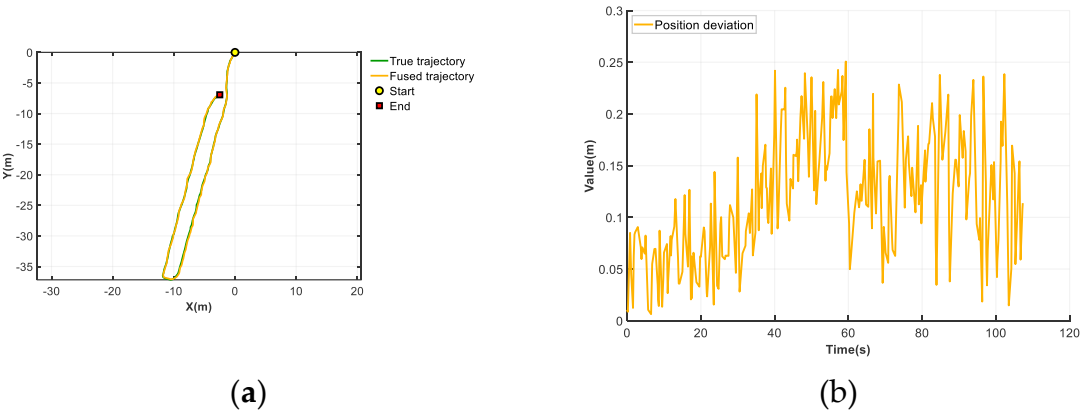 0
-5
-10
-15
-20
-25
-30
-35
Y(m)
-30
-20
-10
0
10
20
X(m)
True trajectory
Fused trajectory
Start
End
(a)
0.3
0.25
0.2
0.15
0.1
0.05
0
Value(m)
Position deviation
0
20
40
60
80
100
120
Time(s)
(b)